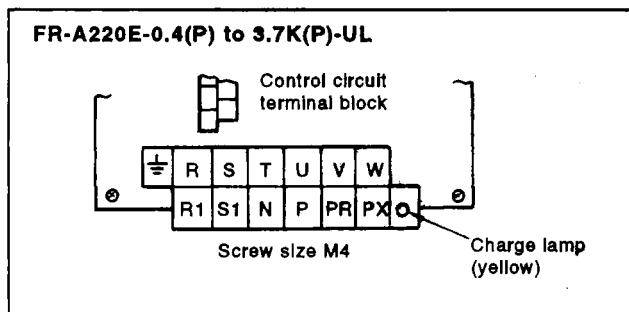 FR-A220E-0.4(P) to 3.7K(P)-UL
Control circuit
terminal block
R S T U V W
R1 S1 N P PR PX
Screw size M4
Charge lamp
(yellow)